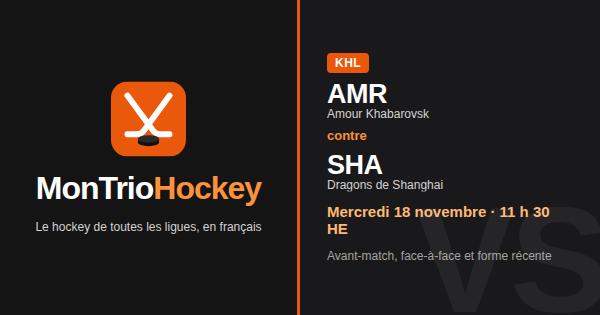 MonTrioHockey
Le hockey de toutes les ligues, en français
KHL
AMR
Amour Khabarovsk
contre
SHA
Dragons de Shanghai
Mercredi 18 novembre · 11 h 30
HE
Avant-match, face-à-face et forme récente
VS